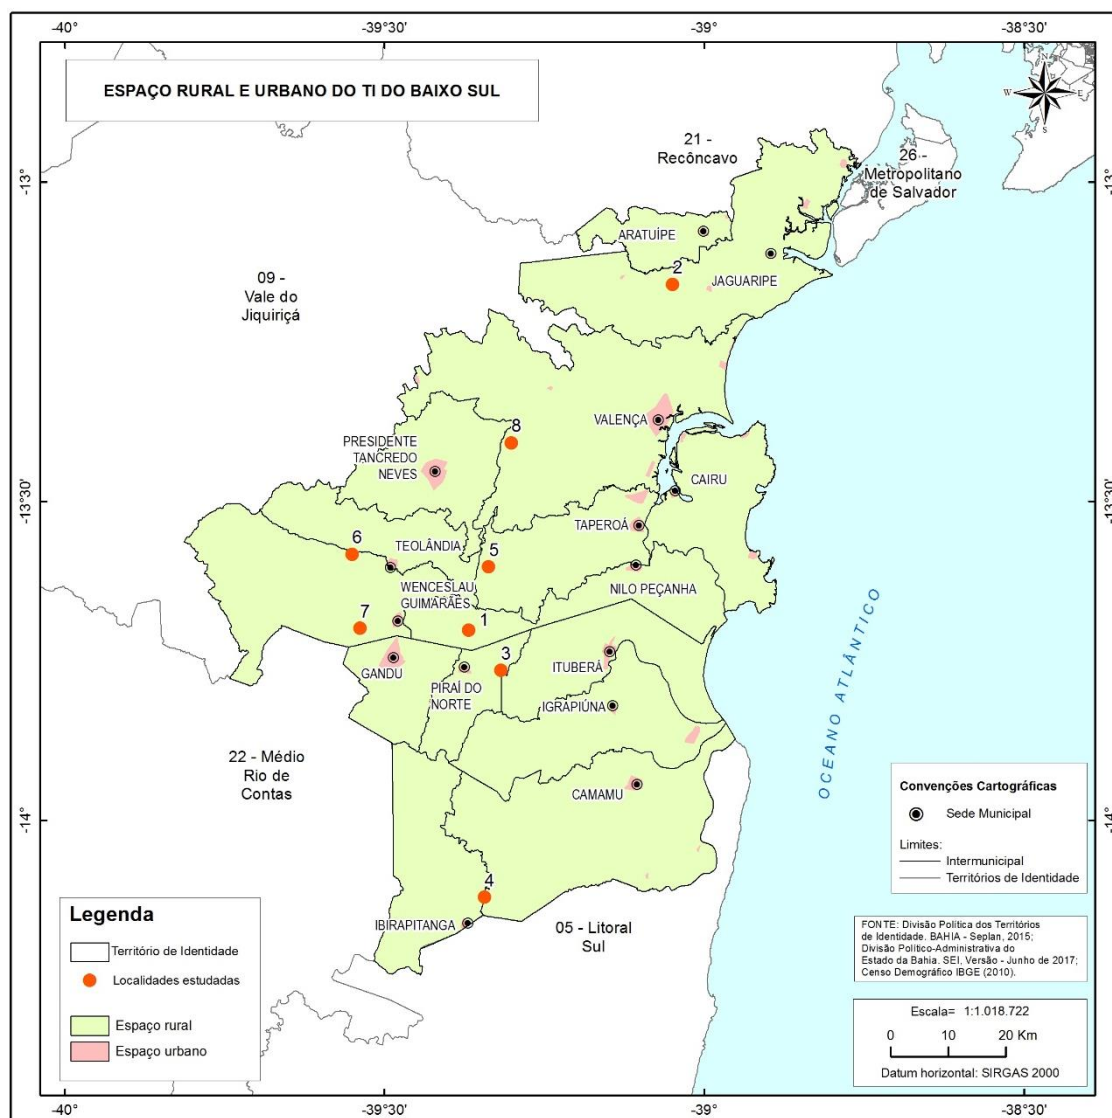 -40°
-39°30'
-39°
-38°30'
ESPAÇO RURAL E URBANO DO TI DO BAIXO SUL
N
W
E
S
21 -
Recôncavo
26 -
Metropolitano
de Salvador
-13°
-13°
ARATUÍPE
2
JAGUARIPE
09 -
Vale do
Jiquiriçá
VALENÇA
8
PRESIDENTE
TANCREDO
NEVES
CAIRU
-13°30'
-13°30'
TAPEROÁ
6
TEOLÂNDIA
5
WENCESLAU
GUIMARÃES
NILO PEÇANHA
7
1
3
GANDU
PIRAÍ DO
NORTE
ITUBERÁ
IGRAPIÚNA
OCEANO ATLÂNTICO
22 - Médio
Rio de
Contas
CAMAMU
-14°
-14°
4
IBIRAPITANGA
05 - Litoral
Sul
Convenções Cartográficas
Sede Municipal
Limites:
Intermunicipal
Territórios de Identidade
Legenda
Território de Identidade
Localidades estudadas
Espaço rural
Espaço urbano
FONTE: Divisão Política dos Territórios
de Identidade. BAHIA - Seplan, 2015;
Divisão Político-Administrativa do
Estado da Bahia. SEI, Versão - Junho de 2017;
Censo Demográfico IBGE (2010).
Escala= 1:1.018.722
0 10 20 Km
Datum horizontal: SIRGAS 2000
-40°
-39°30'
-39°
-38°30'